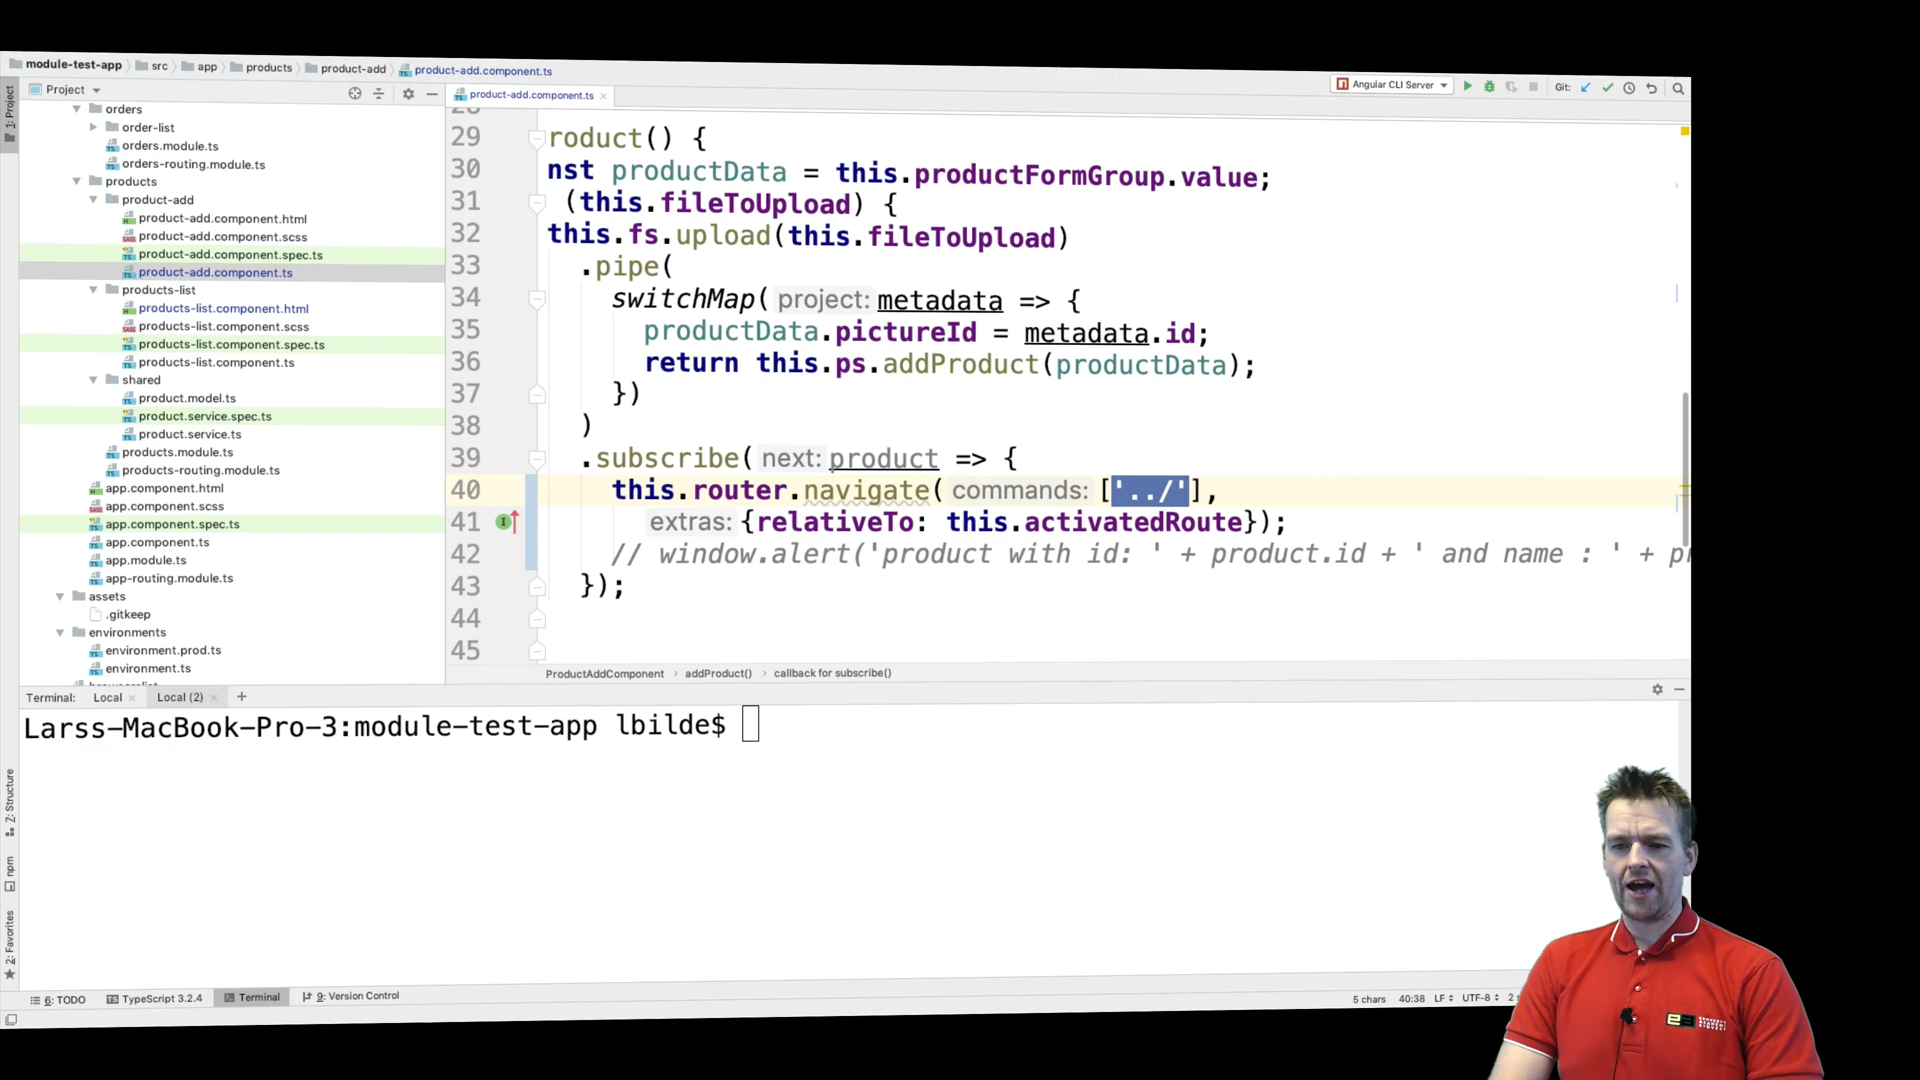 module-test-app src app products product-add product-add.component.ts
Angular CLI Server Git:
1: Project
Project
product-add.component.ts
orders
order-list
orders.module.ts
orders-routing.module.ts
products
product-add
product-add.component.html
product-add.component.scss
product-add.component.spec.ts
product-add.component.ts
products-list
products-list.component.html
products-list.component.scss
products-list.component.spec.ts
products-list.component.ts
shared
product.model.ts
product.service.spec.ts
product.service.ts
products.module.ts
products-routing.module.ts
app.component.html
app.component.scss
app.component.spec.ts
app.component.ts
app.module.ts
app-routing.module.ts
assets
.gitkeep
environments
environment.prod.ts
environment.ts
29 roduct() {
30 nst productData = this.productFormGroup.value;
31 (this.fileToUpload) {
32 this.fs.upload(this.fileToUpload)
33 .pipe(
34 switchMap( project: metadata => {
35 productData.pictureId = metadata.id;
36 return this.ps.addProduct(productData);
37 })
38 )
39 .subscribe( next: product => {
40 this.router.navigate( commands: ['../'],
41 extras: {relativeTo: this.activatedRoute});
42 // window.alert('product with id: ' + product.id + ' and name : ' +
43 });
44
45
ProductAddComponent addProduct() callback for subscribe()
Terminal: Local Local (2) +
Larss-MacBook-Pro-3:module-test-app lbilde$
Z: Structure
npm
2: Favorites
6: TODO TypeScript 3.2.4 Terminal 9: Version Control
5 chars 40:38 LF UTF-8